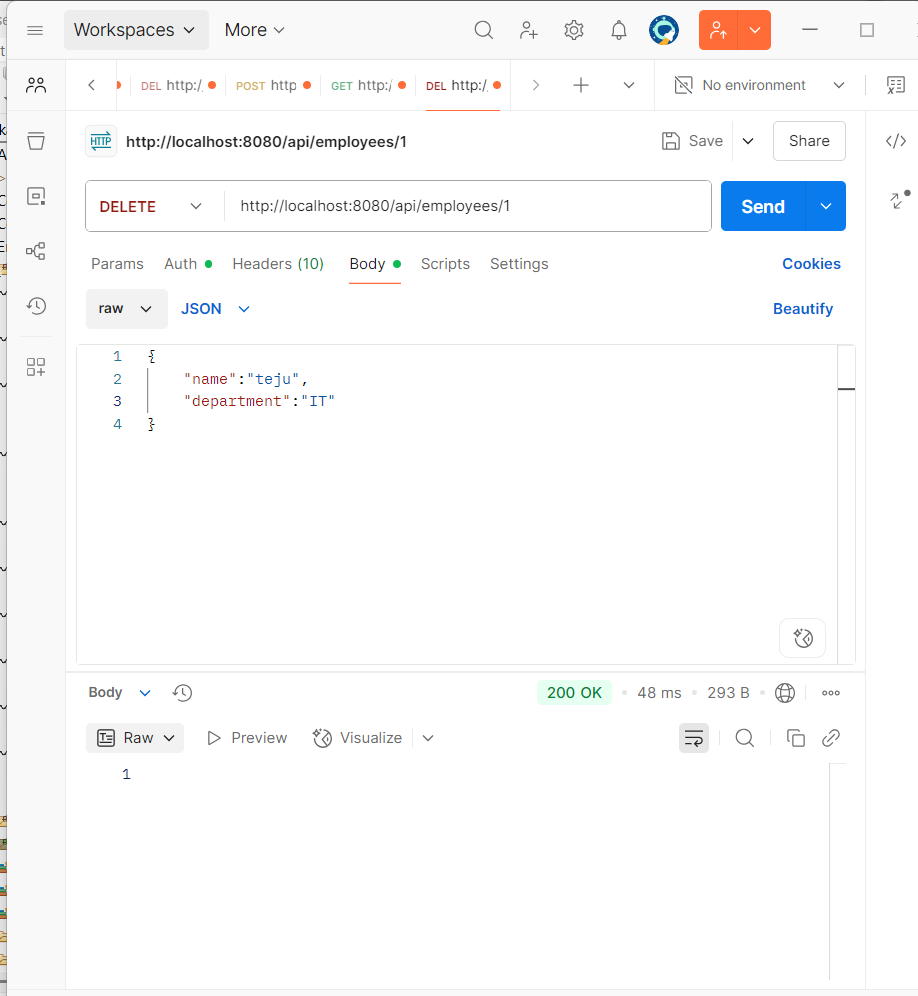 Workspaces More
DEL http:/ POST http GET http:/ DEL http:/ No environment
HTTP http://localhost:8080/api/employees/1 Save Share
DELETE http://localhost:8080/api/employees/1 Send
Params Auth Headers (10) Body Scripts Settings Cookies
raw JSON Beautify
1 {
2 "name":"teju",
3 "department":"IT"
4 }
Body 200 OK 48 ms 293 B
Raw Preview Visualize
1